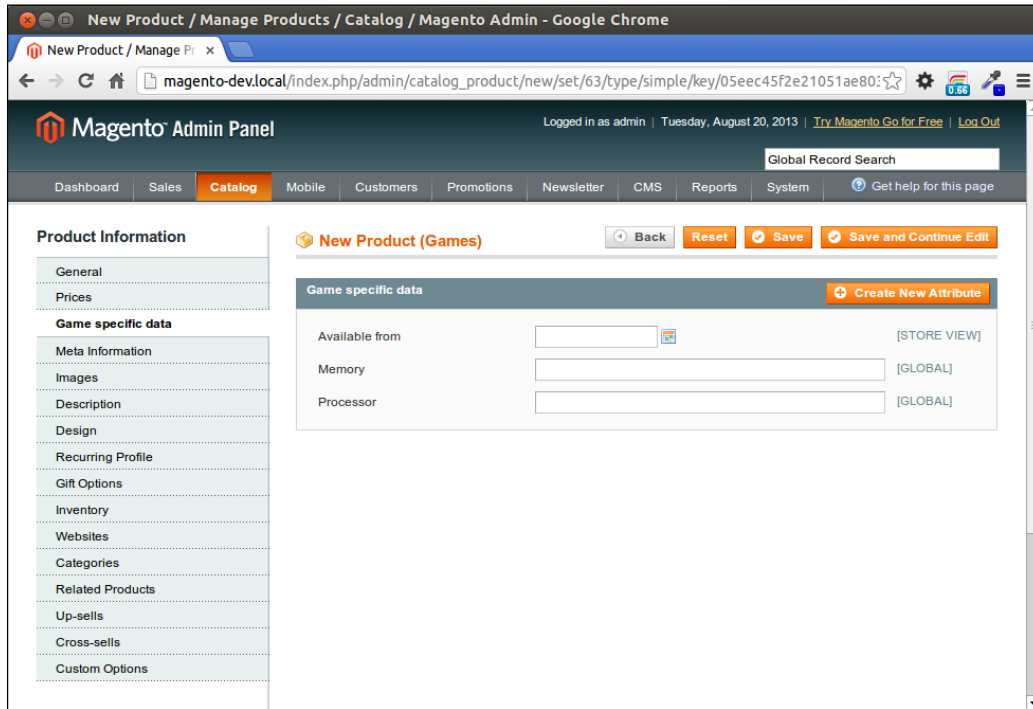 New Product / Manage Products / Catalog / Magento Admin - Google Chrome
New Product / Manage Pr
magento-dev.local/index.php/admin/catalog_product/new/set/63/type/simple/key/05eec45f2e21051ae803
0.66
Magento Admin Panel
Logged in as admin | Tuesday, August 20, 2013 | Try Magento Go for Free | Log Out
Global Record Search
Dashboard Sales Catalog Mobile Customers Promotions Newsletter CMS Reports System Get help for this page
Product Information
General
Prices
Game specific data
Meta Information
Images
Description
Design
Recurring Profile
Gift Options
Inventory
Websites
Categories
Related Products
Up-sells
Cross-sells
Custom Options
New Product (Games)
Back Reset Save Save and Continue Edit
Game specific data
Create New Attribute
Available from [STORE VIEW]
Memory [GLOBAL]
Processor [GLOBAL]